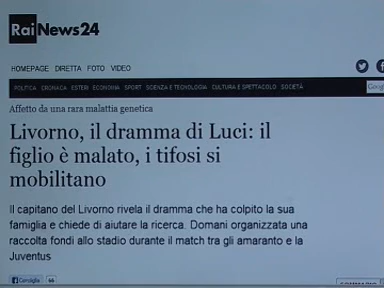 Rai News24
HOMEPAGE DIRETTA FOTO VIDEO
POLITICA CRONACA ESTERI ECONOMIA SPORT SCIENZA E TECNOLOGIA CULTURA E SPETTACOLO SOCIETÀ
Affetto da una rara malattia genetica
Livorno, il dramma di Luci: il
figlio è malato, i tifosi si
mobilitano
Il capitano del Livorno rivela il dramma che ha colpito la sua
famiglia e chiede di aiutare la ricerca. Domani organizzata una
raccolta fondi allo stadio durante il match tra gli amaranto e la
Juventus
Consiglia